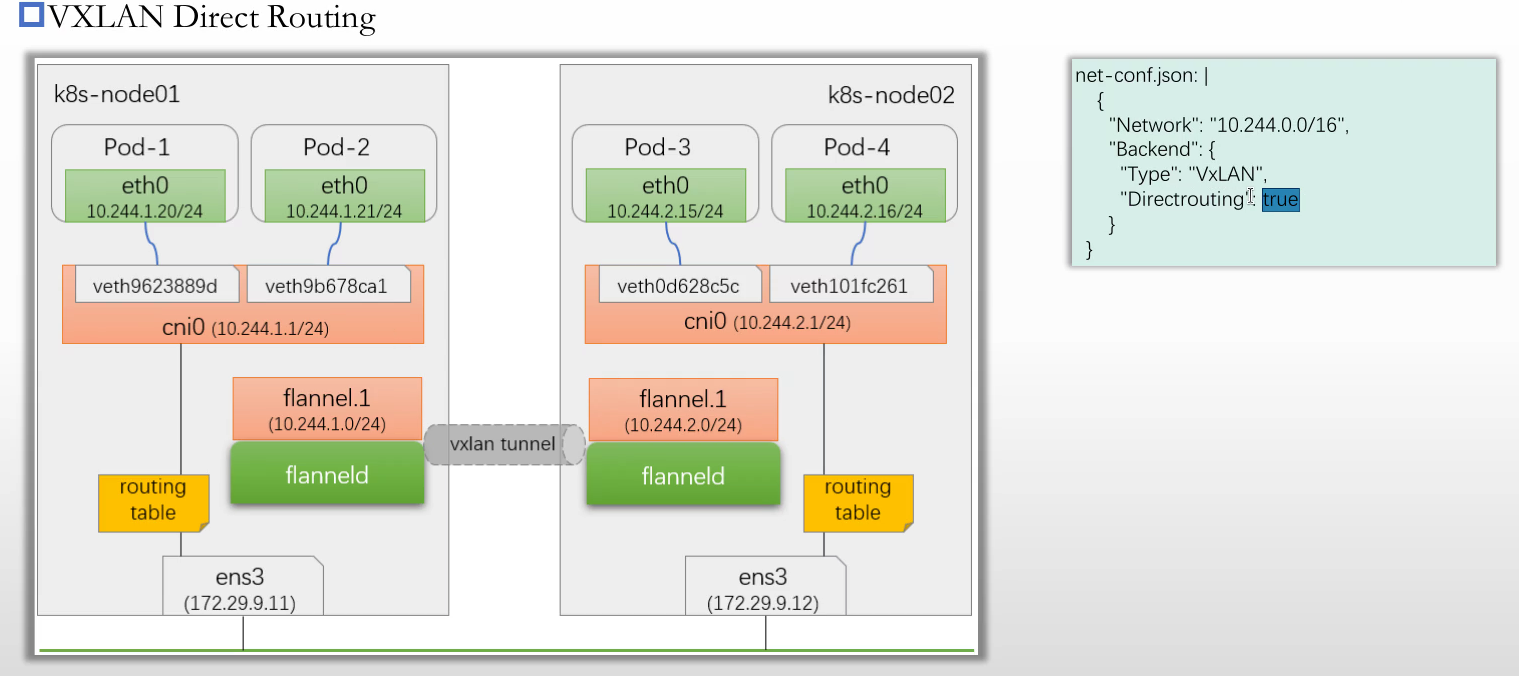 VXLAN Direct Routing
k8s-node01
Pod-1
eth0
10.244.1.20/24
Pod-2
eth0
10.244.1.21/24
veth9623889d
veth9b678ca1
cni0 (10.244.1.1/24)
flannel.1
(10.244.1.0/24)
flanneld
routing
table
ens3
(172.29.9.11)
vxlan tunnel
k8s-node02
Pod-3
eth0
10.244.2.15/24
Pod-4
eth0
10.244.2.16/24
veth0d628c5c
veth101fc261
cni0 (10.244.2.1/24)
flannel.1
(10.244.2.0/24)
flanneld
routing
table
ens3
(172.29.9.12)
net-conf.json: |
{
"Network": "10.244.0.0/16",
"Backend": {
"Type": "VxLAN",
"Directrouting": true
}
}